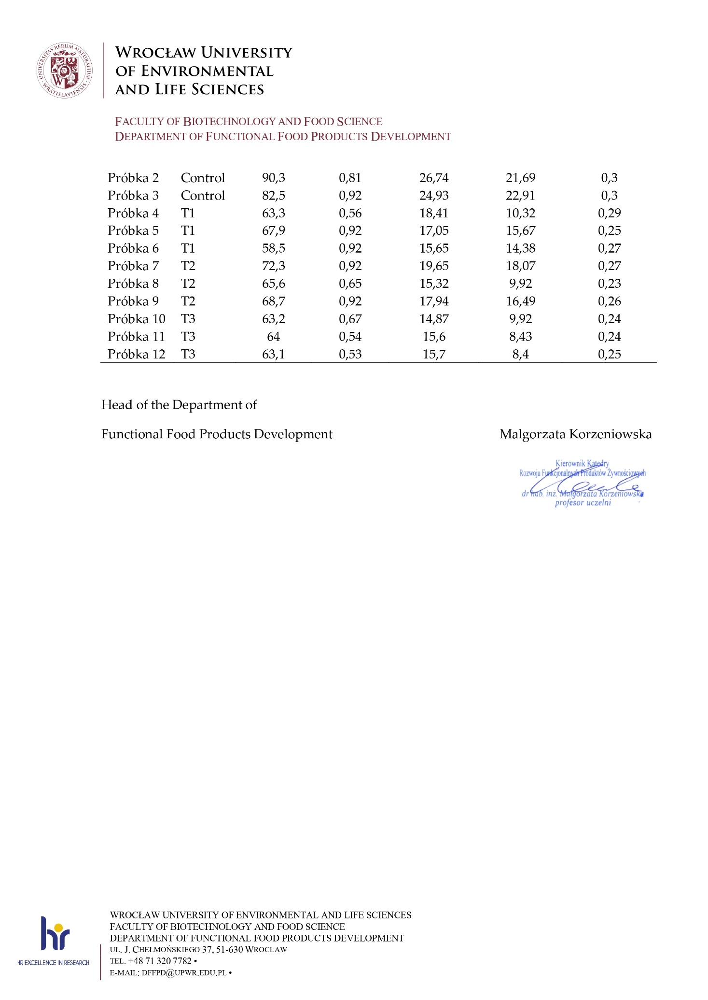 UNIVERSITAS RERUM NATURALIUM
· WRATISLAVIENSIS ·
W
WROCŁAW UNIVERSITY
OF ENVIRONMENTAL
AND LIFE SCIENCES
FACULTY OF BIOTECHNOLOGY AND FOOD SCIENCE
DEPARTMENT OF FUNCTIONAL FOOD PRODUCTS DEVELOPMENT
Próbka 2 Control 90,3 0,81 26,74 21,69 0,3
Próbka 3 Control 82,5 0,92 24,93 22,91 0,3
Próbka 4 T1 63,3 0,56 18,41 10,32 0,29
Próbka 5 T1 67,9 0,92 17,05 15,67 0,25
Próbka 6 T1 58,5 0,92 15,65 14,38 0,27
Próbka 7 T2 72,3 0,92 19,65 18,07 0,27
Próbka 8 T2 65,6 0,65 15,32 9,92 0,23
Próbka 9 T2 68,7 0,92 17,94 16,49 0,26
Próbka 10 T3 63,2 0,67 14,87 9,92 0,24
Próbka 11 T3 64 0,54 15,6 8,43 0,24
Próbka 12 T3 63,1 0,53 15,7 8,4 0,25
Head of the Department of
Functional Food Products Development Malgorzata Korzeniowska
Kierownik Katedry
Rozwoju Funkcjonalnych Produktów Żywnościowych
dr hab. inż. Małgorzata Korzeniowska
profesor uczelni
hr
HR EXCELLENCE IN RESEARCH
WROCŁAW UNIVERSITY OF ENVIRONMENTAL AND LIFE SCIENCES
FACULTY OF BIOTECHNOLOGY AND FOOD SCIENCE
DEPARTMENT OF FUNCTIONAL FOOD PRODUCTS DEVELOPMENT
UL. J. CHEŁMOŃSKIEGO 37, 51-630 WROCŁAW
TEL. +48 71 320 7782 •
E-MAIL: DFFPD@UPWR.EDU.PL •